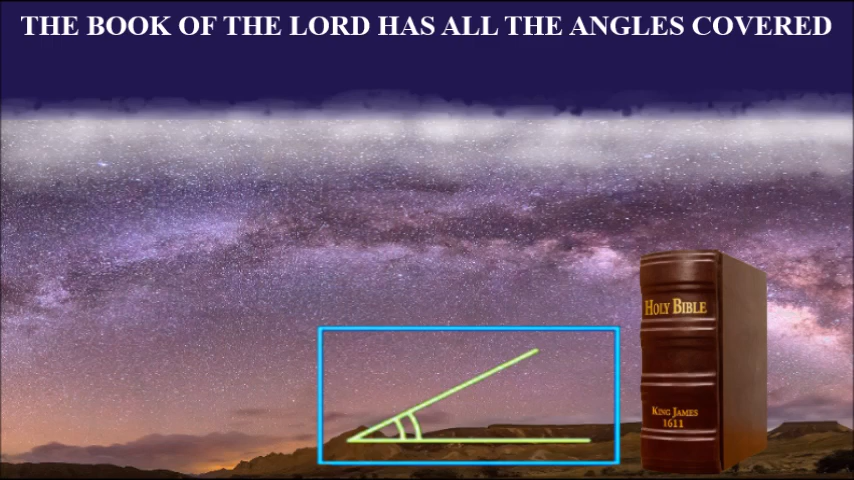 THE BOOK OF THE LORD HAS ALL THE ANGLES COVERED
HOLY BIBLE
KING JAMES
1611